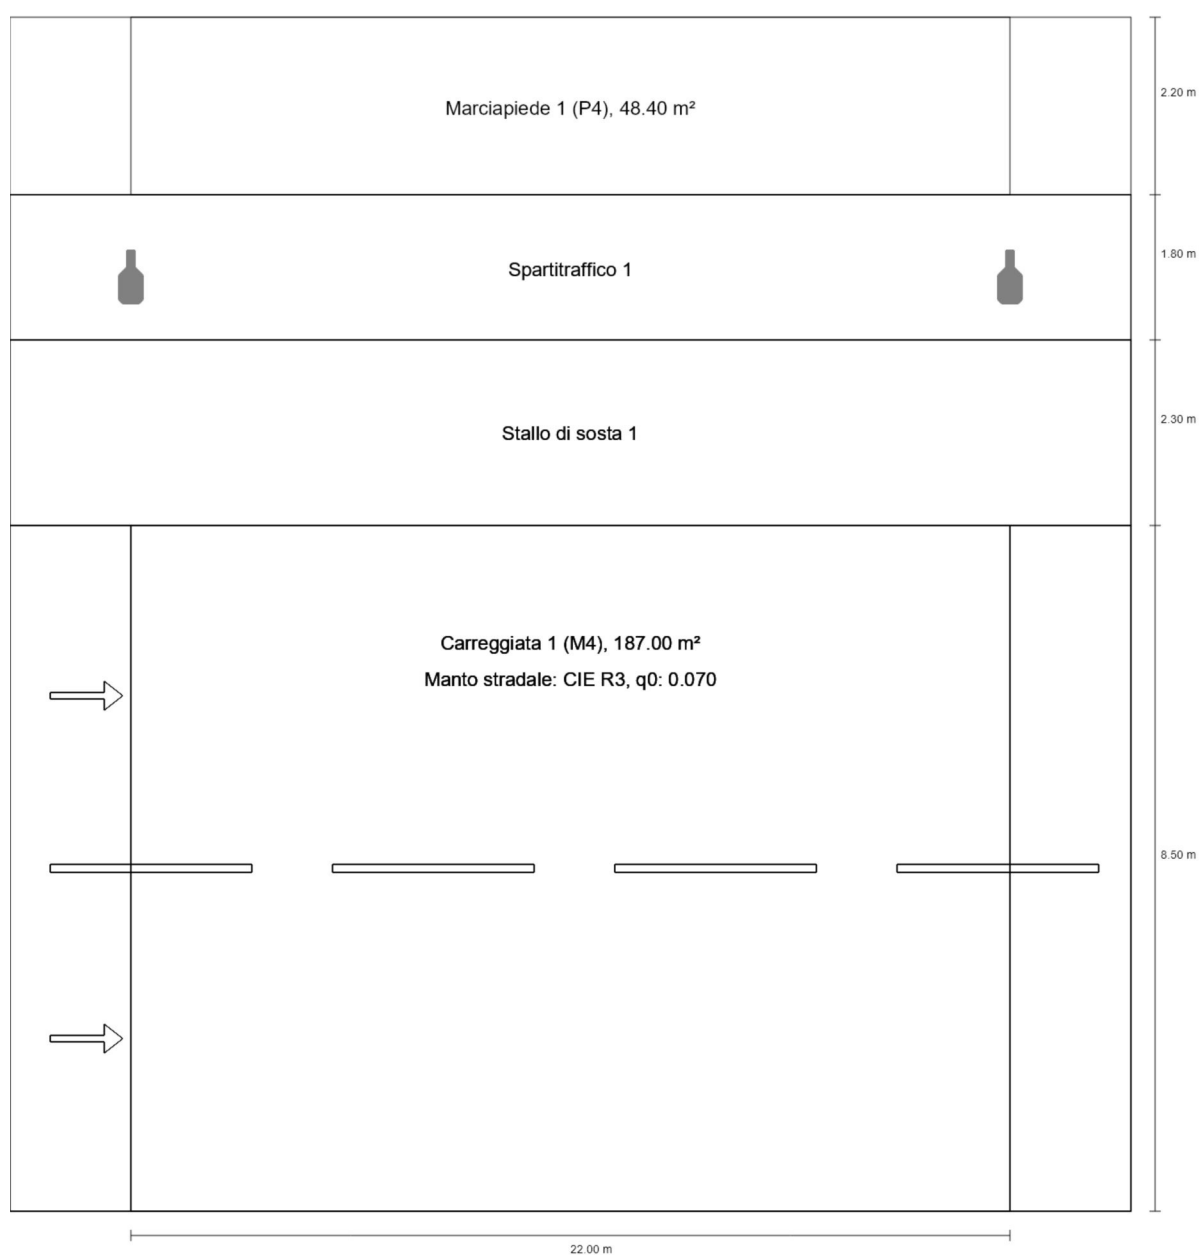 Marciapiede 1 (P4), 48.40 m²
2.20 m
Spartitraffico 1
1.80 m
Stallo di sosta 1
2.30 m
Carreggiata 1 (M4), 187.00 m²
Manto stradale: CIE R3, q0: 0.070
8.50 m
22.00 m